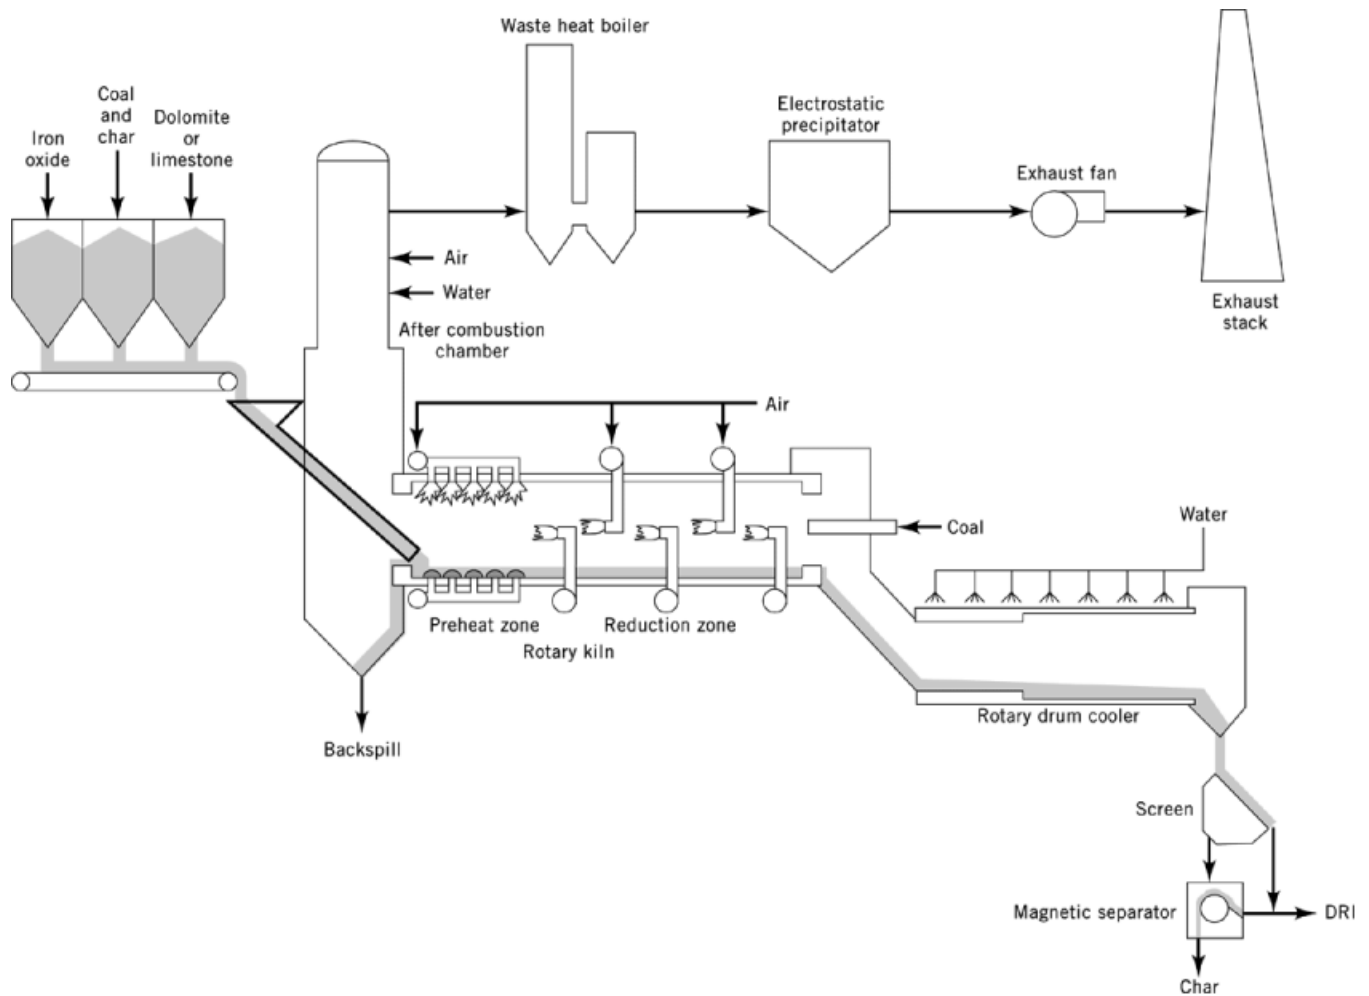 Waste heat boiler
Coal
and
char
Dolomite
or
limestone
Iron
oxide
Electrostatic
precipitator
Exhaust fan
Air
Water
Exhaust
stack
After combustion
chamber
Air
Coal
Water
Preheat zone
Reduction zone
Rotary kiln
Rotary drum cooler
Backspill
Screen
Magnetic separator
DRI
Char